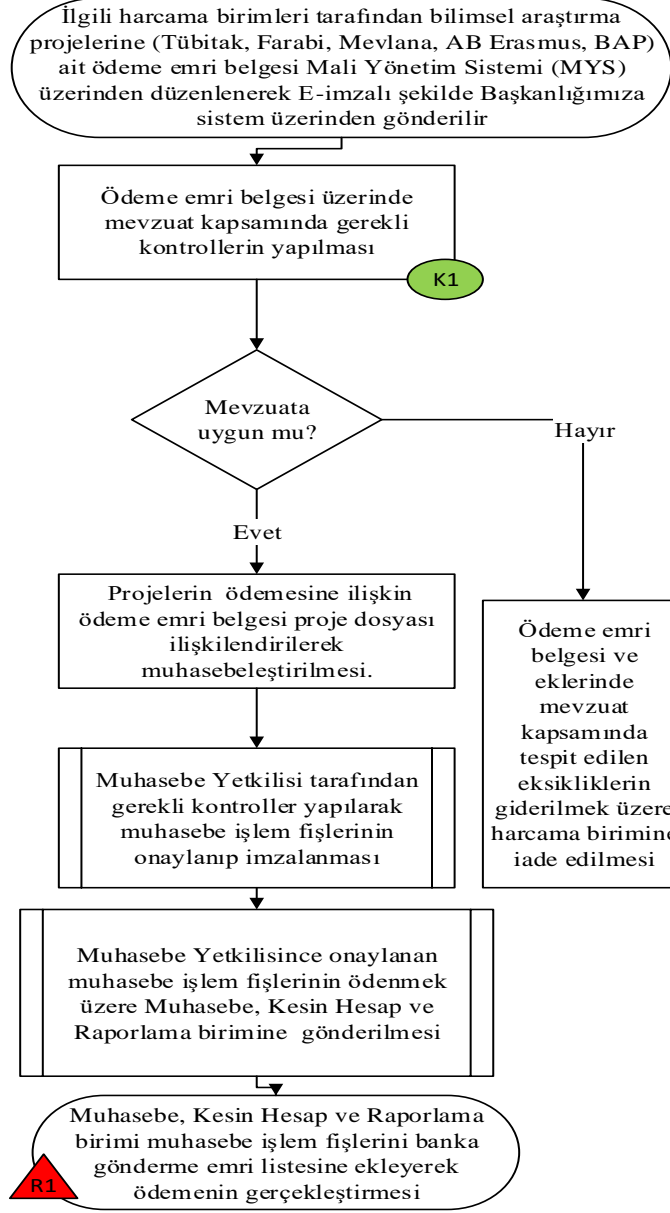 İlgili harcama birimleri tarafından bilimsel araştırma
projelerine (Tübitak, Farabi, Mevlana, AB Erasmus, BAP)
ait ödeme emri belgesi Mali Yönetim Sistemi (MYS)
üzerinden düzenlenerek E-imzalı şekilde Başkanlığımıza
sistem üzerinden gönderilir
Ödeme emri belgesi üzerinde
mevzuat kapsamında gerekli
kontrollerin yapılması
K1
Mevzuata
uygun mu?
Hayır
Evet
Projelerin ödemesine ilişkin
ödeme emri belgesi proje dosyası
ilişkilendirilerek
muhasebeleştirilmesi.
Ödeme emri
belgesi ve
eklerinde
mevzuat
kapsamında
tespit edilen
eksikliklerin
giderilmek üzere
harcama birimine
iade edilmesi
Muhasebe Yetkilisi tarafından
gerekli kontroller yapılarak
muhasebe işlem fişlerinin
onaylanıp imzalanması
Muhasebe Yetkilisince onaylanan
muhasebe işlem fişlerinin ödenmek
üzere Muhasebe, Kesin Hesap ve
Raporlama birimine gönderilmesi
Muhasebe, Kesin Hesap ve Raporlama
birimi muhasebe işlem fişlerini banka
gönderme emri listesine ekleyerek
ödemenin gerçekleştirmesi
R1